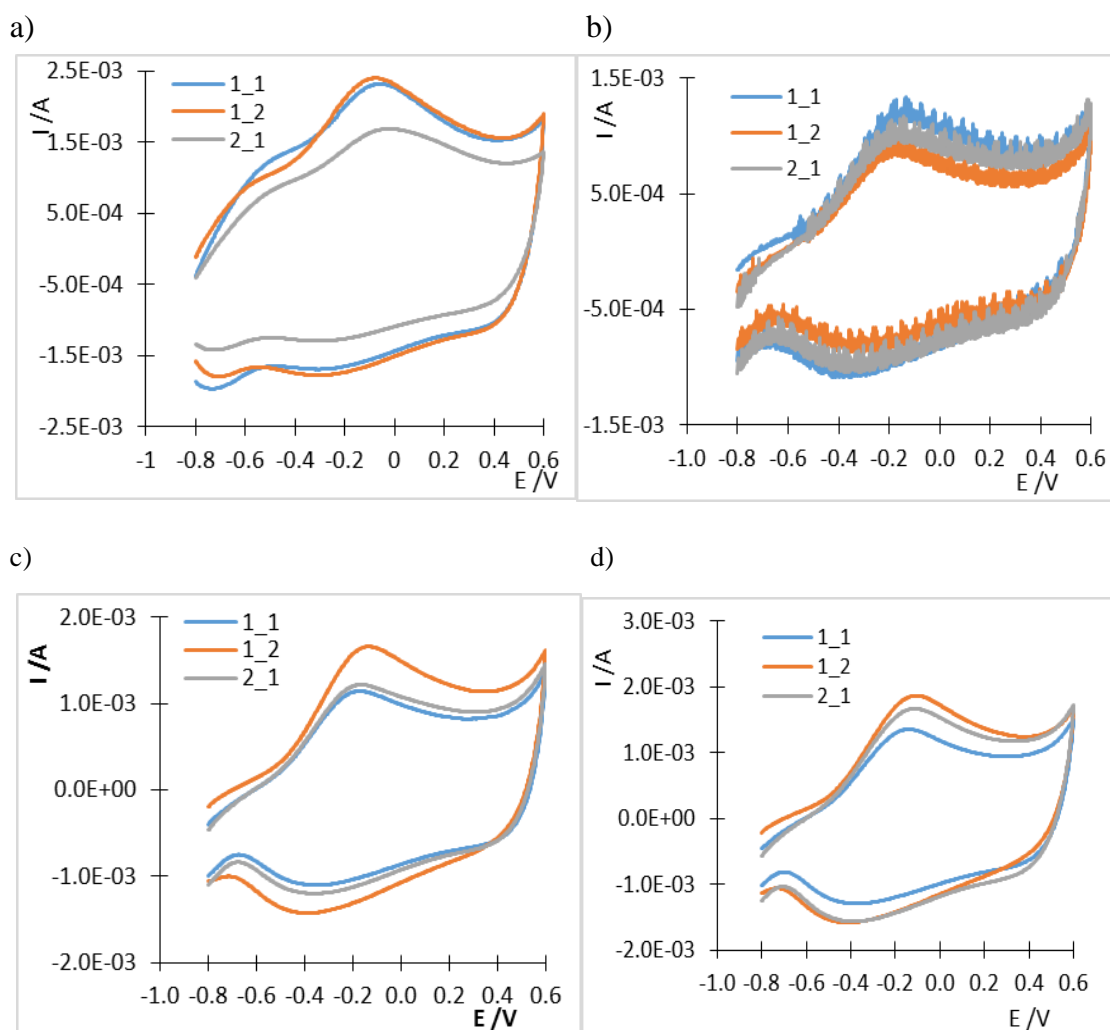 a)
2.5E-03
1.5E-03
5.0E-04
-5.0E-04
-1.5E-03
-2.5E-03
I /A
1_1
1_2
2_1
-1 -0.8 -0.6 -0.4 -0.2 0 0.2 0.4 0.6
E /V
b)
1.5E-03
5.0E-04
-5.0E-04
-1.5E-03
I /A
1_1
1_2
2_1
-1.0 -0.8 -0.6 -0.4 -0.2 0.0 0.2 0.4 0.6
E /V
c)
2.0E-03
1.0E-03
0.0E+00
-1.0E-03
-2.0E-03
I /A
1_1
1_2
2_1
-1.0 -0.8 -0.6 -0.4 -0.2 0.0 0.2 0.4 0.6
E /V
d)
3.0E-03
2.0E-03
1.0E-03
0.0E+00
-1.0E-03
-2.0E-03
I /A
1_1
1_2
2_1
-1.0 -0.8 -0.6 -0.4 -0.2 0.0 0.2 0.4 0.6
E /V